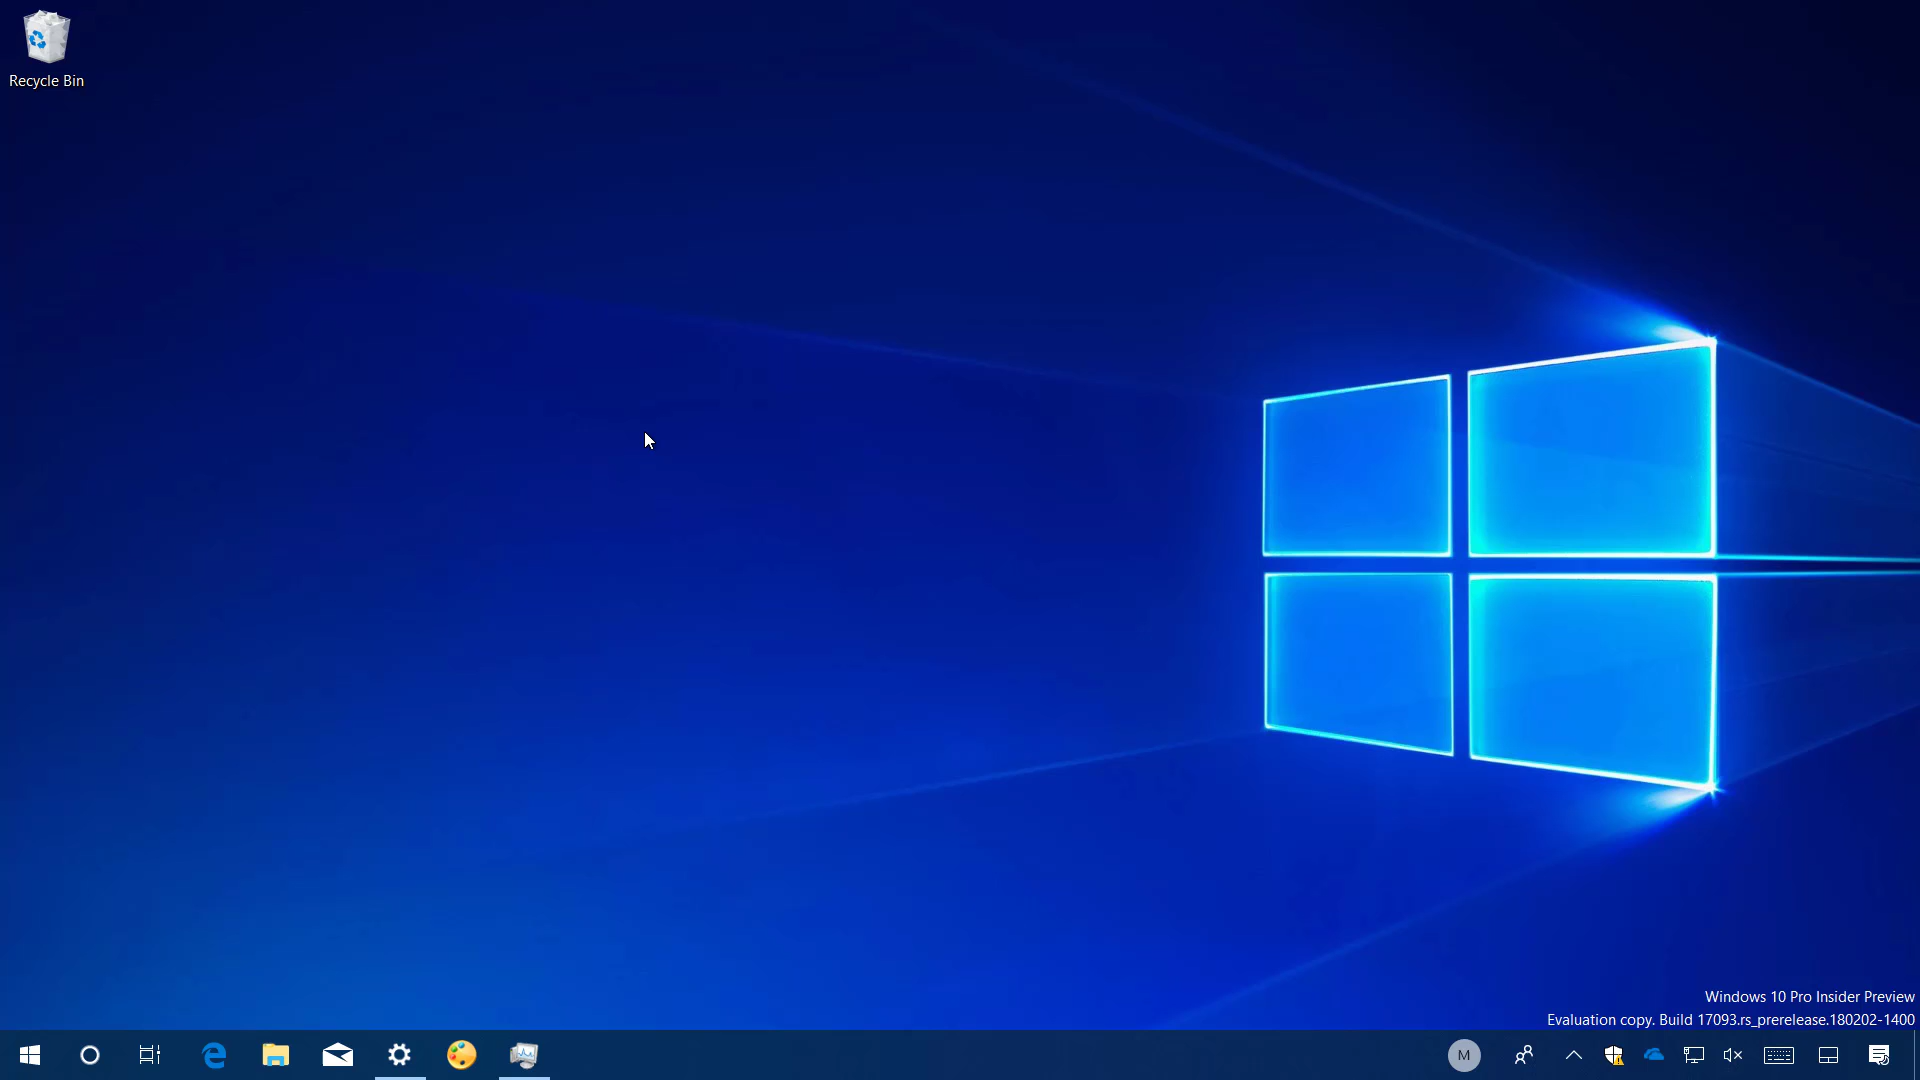 Recycle Bin
Windows 10 Pro Insider Preview
Evaluation copy. Build 17093.rs_prerelease.180202-1400
M